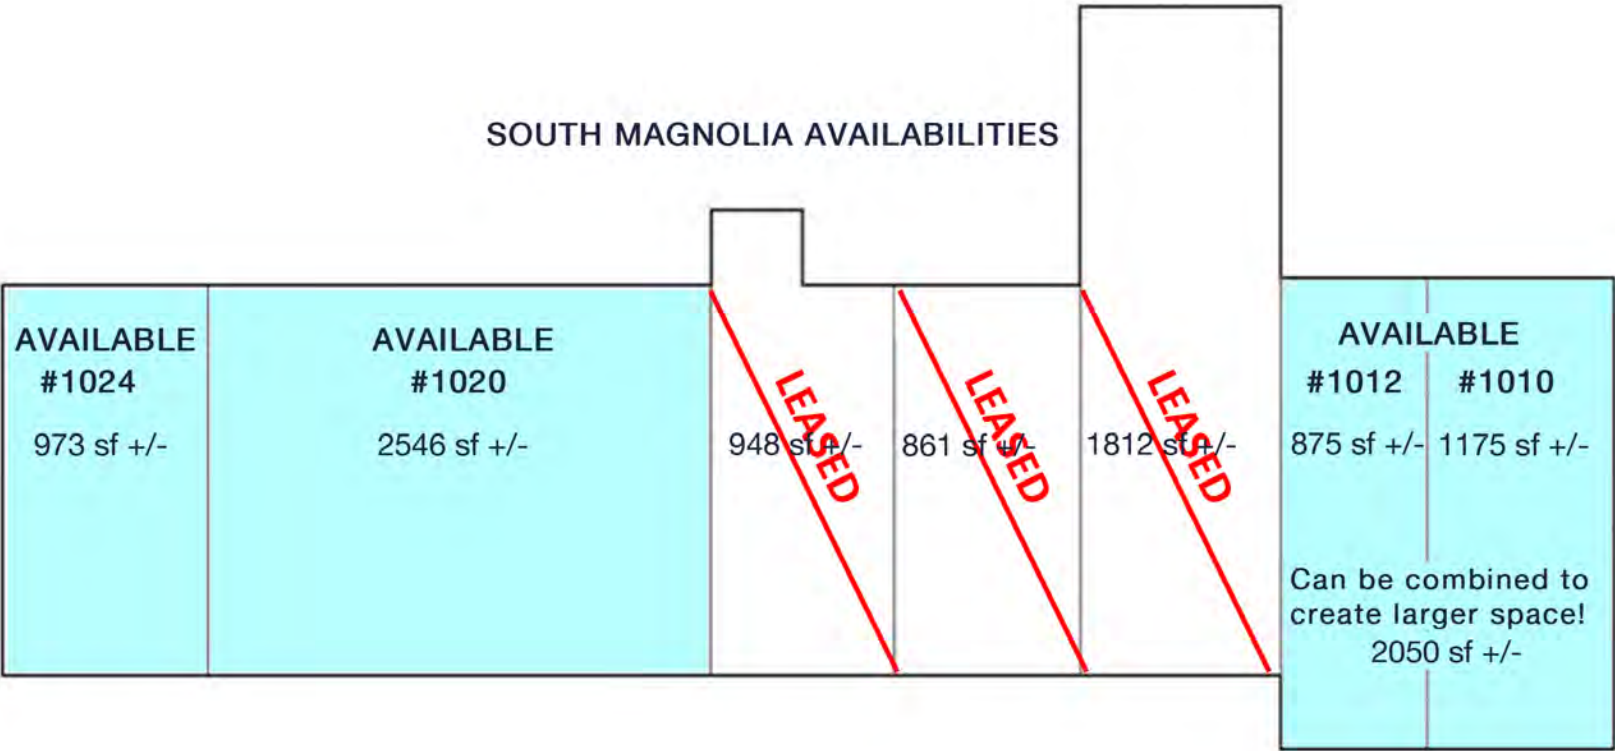 SOUTH MAGNOLIA AVAILABILITIES
AVAILABLE
#1024
973 sf +/-
AVAILABLE
#1020
2546 sf +/-
948 sf +/-
LEASED
861 sf +/-
LEASED
1812 sf +/-
LEASED
AVAILABLE
#1012 #1010
875 sf +/- 1175 sf +/-
Can be combined to
create larger space!
2050 sf +/-